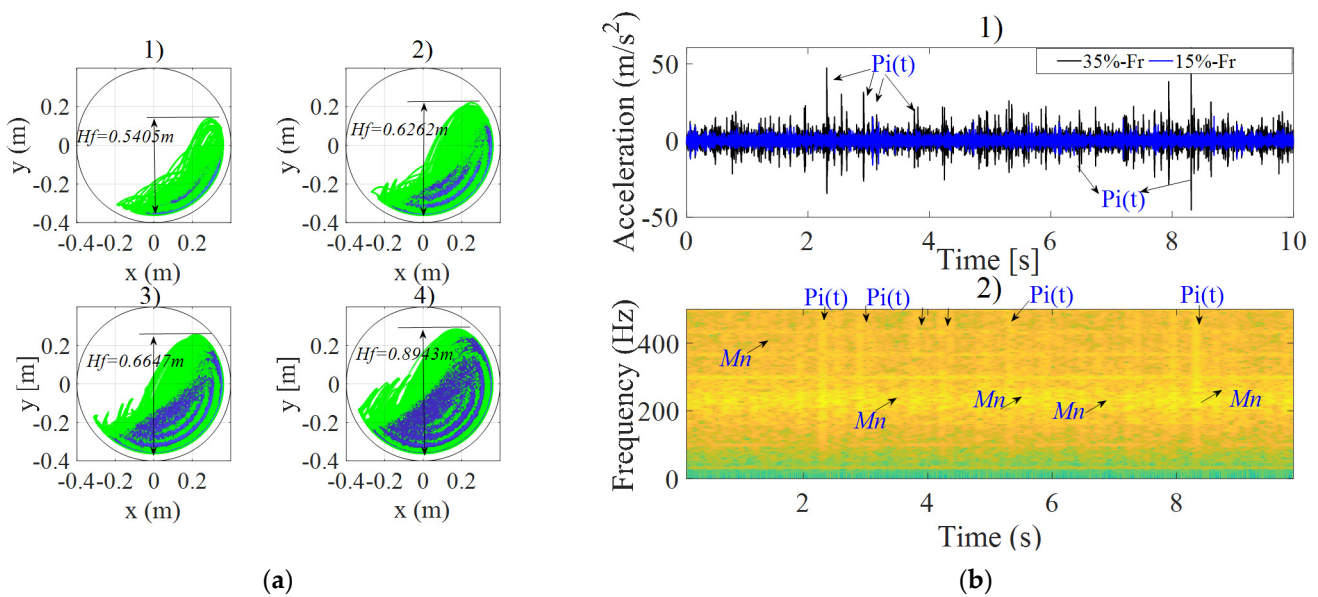 1)
y (m)
0.2
0
-0.2
-0.4
Hf=0.5405m
-0.4
-0.2
0
0.2
x (m)
2)
y (m)
0.2
0
-0.2
-0.4
Hf=0.6262m
-0.4
-0.2
0
0.2
x (m)
3)
y [m]
0.2
0
-0.2
-0.4
Hf=0.6647m
-0.4
-0.2
0
0.2
x (m)
4)
y [m]
0.2
0
-0.2
-0.4
Hf=0.8943m
-0.4
-0.2
0
0.2
x (m)
(a)
1)
Acceleration (m/s²)
50
0
-50
35%-Fr
15%-Fr
Pi(t)
Pi(t)
0
2
4
6
8
10
Time [s]
2)
Pi(t)
Pi(t)
Pi(t)
Pi(t)
Frequency (Hz)
400
200
0
Mn
Mn
Mn
Mn
Mn
2
4
6
8
Time (s)
(b)